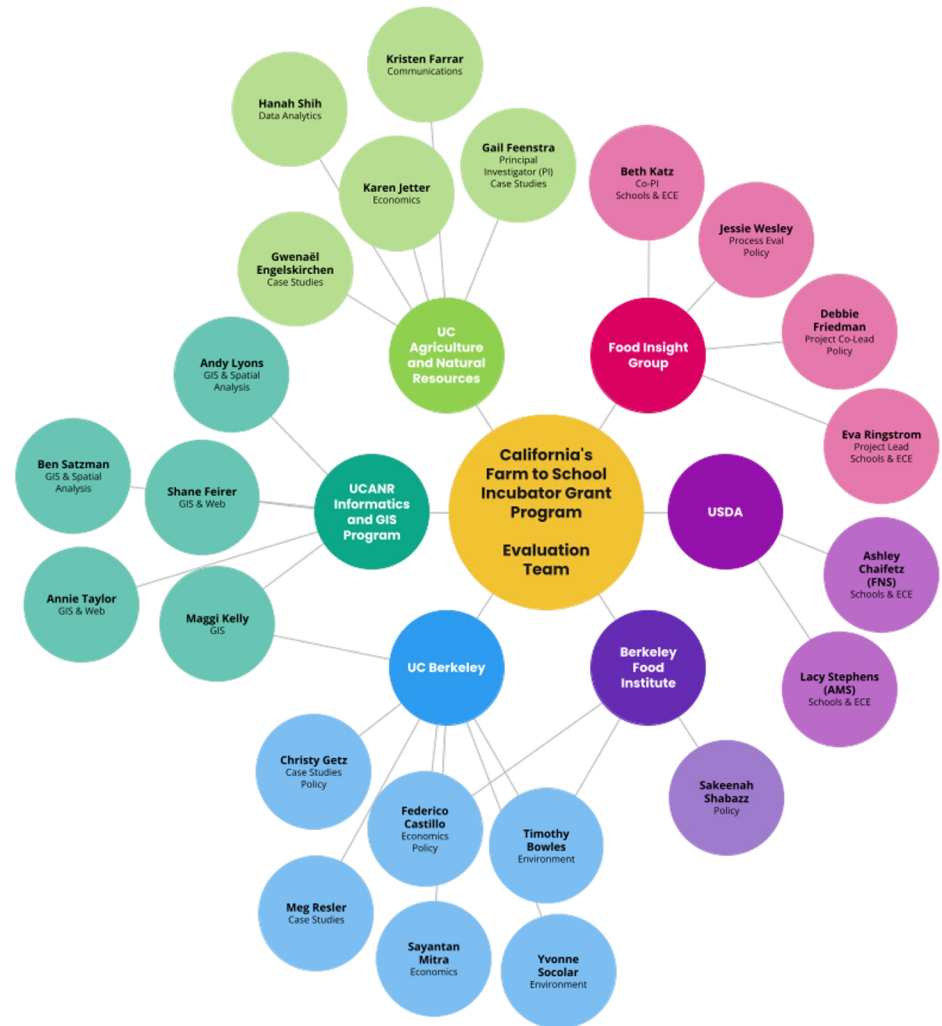 Kristen Farrar
Communications
Hanah Shih
Data Analytics
Gail Feenstra
Principal
Investigator (PI)
Case Studies
Karen Jetter
Economics
Gwenaël
Engelskirchen
Case Studies
UC
Agriculture
and Natural
Resources
Beth Katz
Co-PI
Schools & ECE
Jessie Wesley
Process Eval
Policy
Debbie
Friedman
Project Co-Lead
Policy
Eva Ringstrom
Project Lead
Schools & ECE
Food Insight
Group
Andy Lyons
GIS & Spatial
Analysis
Ben Satzman
GIS & Spatial
Analysis
Shane Feirer
GIS & Web
Annie Taylor
GIS & Web
Maggi Kelly
GIS
UCANR
Informatics
and GIS
Program
California's
Farm to School
Incubator Grant
Program
Evaluation
Team
USDA
Ashley
Chaifetz
(FNS)
Schools & ECE
Lacy Stephens
(AMS)
Schools & ECE
UC Berkeley
Berkeley
Food
Institute
Sakeenah
Shabazz
Policy
Christy Getz
Case Studies
Policy
Federico
Castillo
Economics
Policy
Timothy
Bowles
Environment
Meg Resler
Case Studies
Sayantan
Mitra
Economics
Yvonne
Socolar
Environment